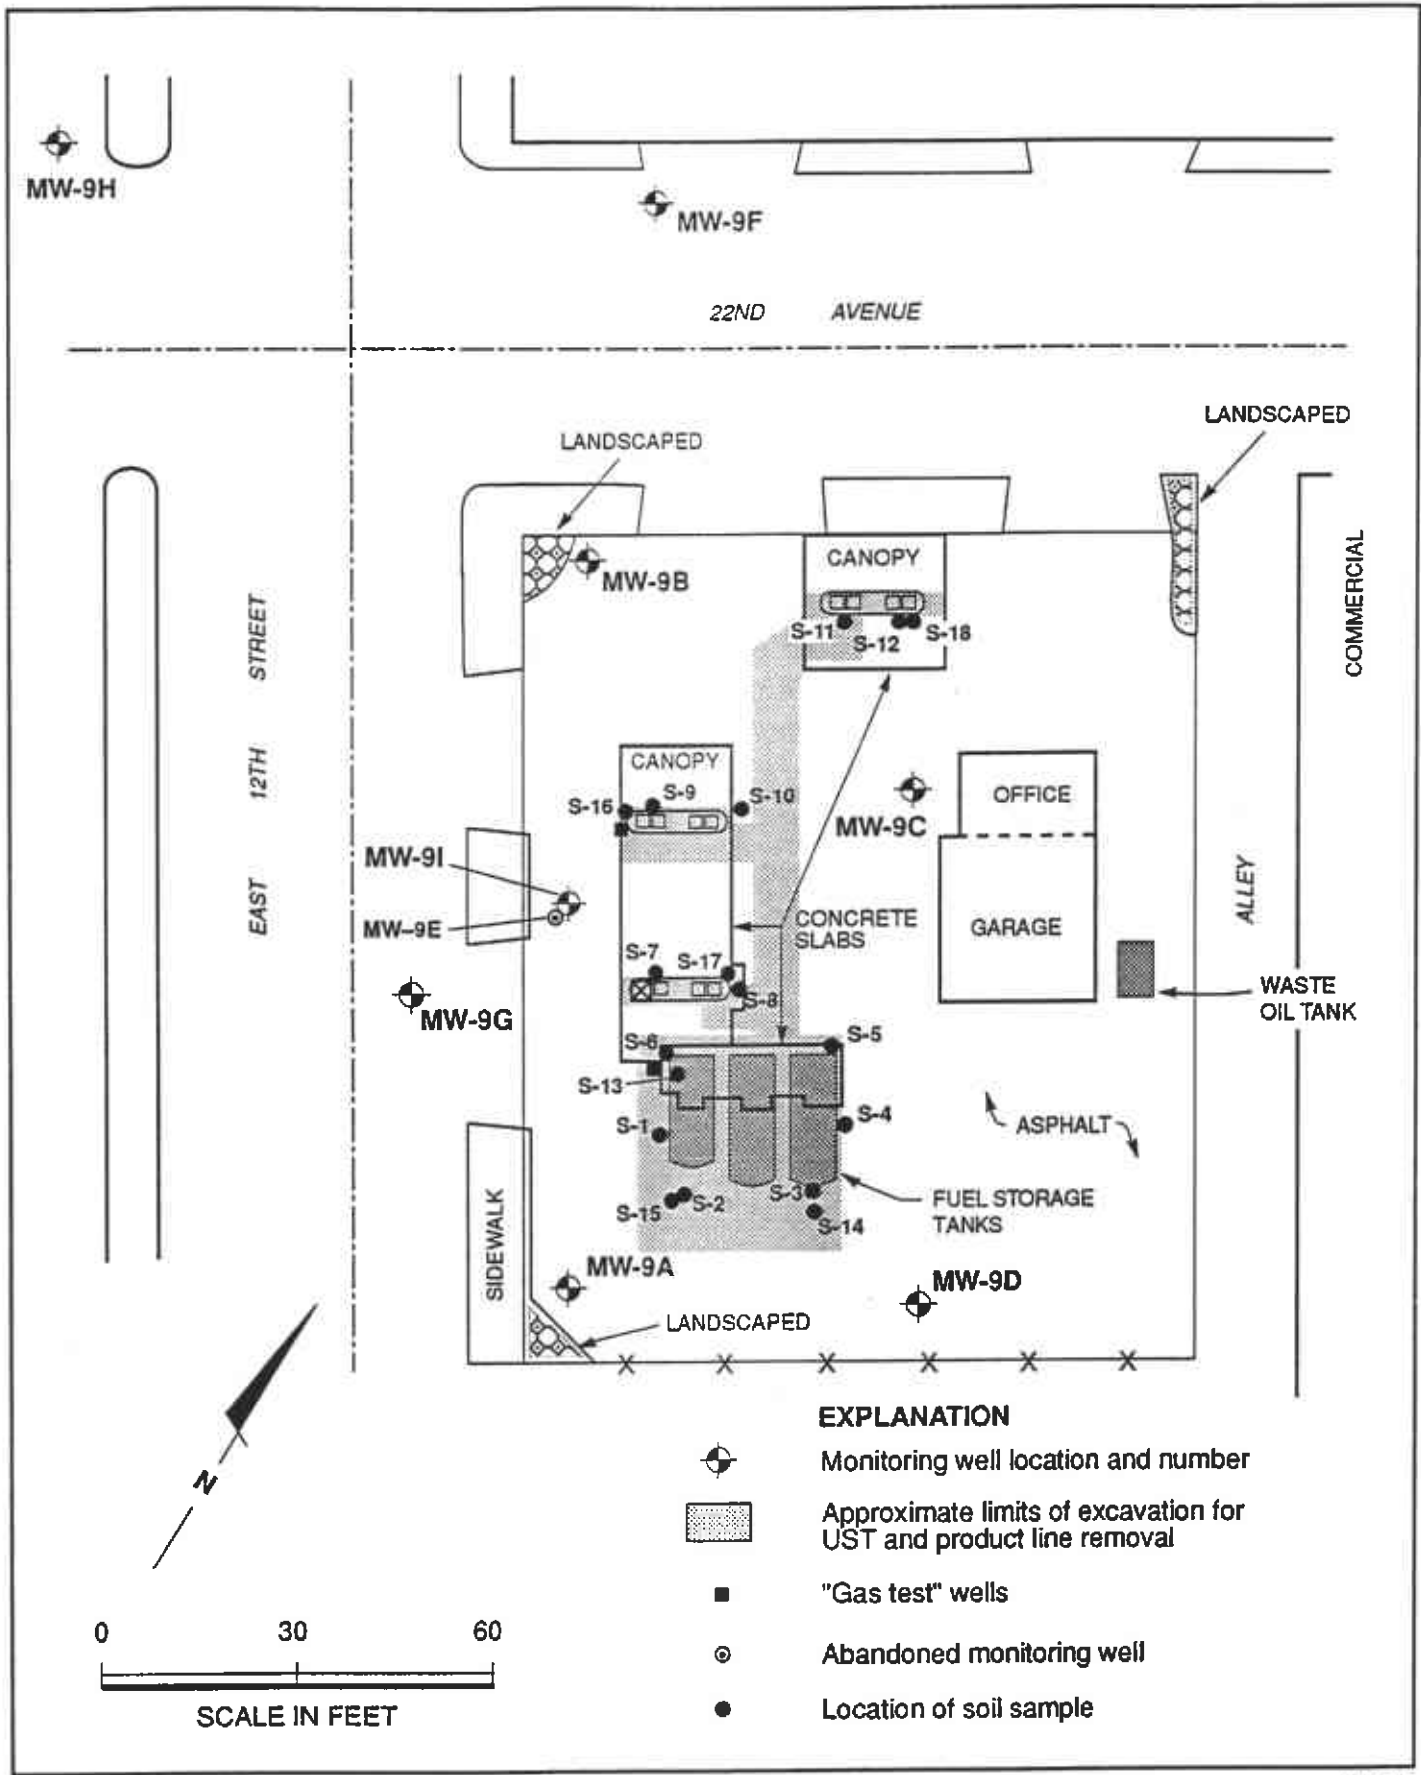 MW-9H
MW-9F
22ND AVENUE
LANDSCAPED
LANDSCAPED
CANOPY
MW-9B
COMMERCIAL
S-11
S-12
S-18
EAST 12TH STREET
CANOPY
S-16
S-9
S-10
OFFICE
MW-9C
MW-9I
MW-9E
CONCRETE
SLABS
GARAGE
ALLEY
S-7
S-17
S-8
WASTE
OIL TANK
MW-9G
S-6
S-5
S-13
S-1
S-4
ASPHALT
S-15
S-2
S-3
S-14
FUEL STORAGE
TANKS
SIDEWALK
MW-9A
MW-9D
LANDSCAPED
X X X X X X
N
EXPLANATION
Monitoring well location and number
Approximate limits of excavation for
UST and product line removal
"Gas test" wells
Abandoned monitoring well
Location of soil sample
0 30 60
SCALE IN FEET